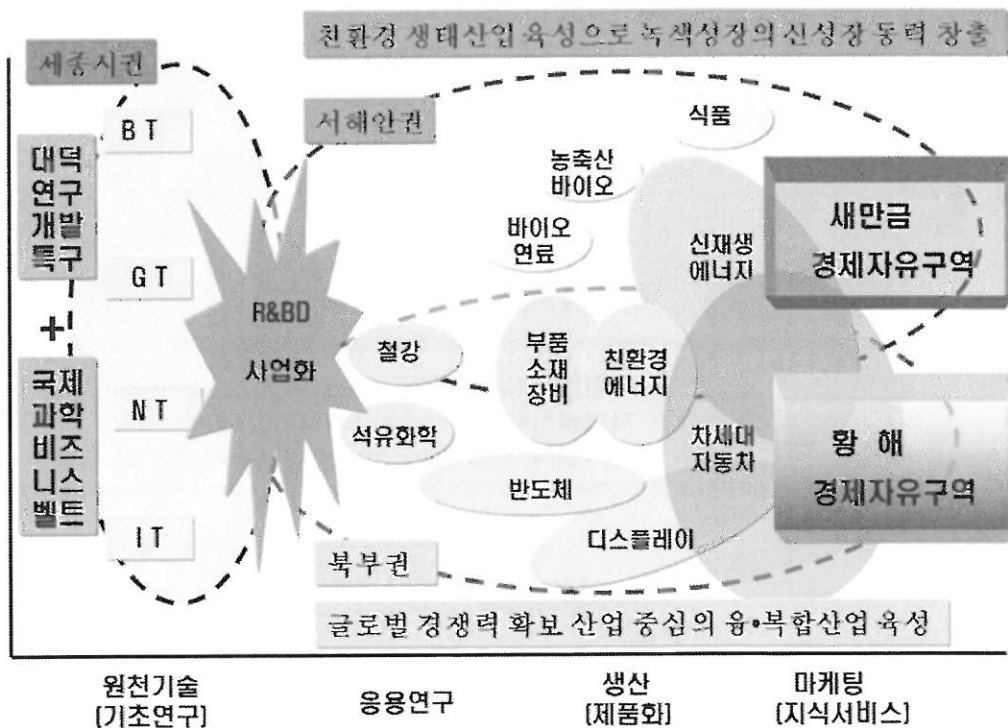 친환경 생태산업 육성으로 녹색성장의 신성장 동력 창출
세종시권
서해안권
BT
GT
NT
IT
대덕
연구
개발
특구
+
국제
과학
비즈
니스
벨트
R&BD
사업화
식품
농축산
바이오
바이오
연료
신재생
에너지
새만금
경제자유구역
철강
부품
소재
장비
친환경
에너지
석유화학
차세대
자동차
황 해
경제자유구역
반도체
디스플레이
북부권
글로벌 경쟁력 확보 산업 중심의 융•복합산업 육성
원천기술
[기초연구]
응용연구
생산
[제품화]
마케팅
[지식서비스]